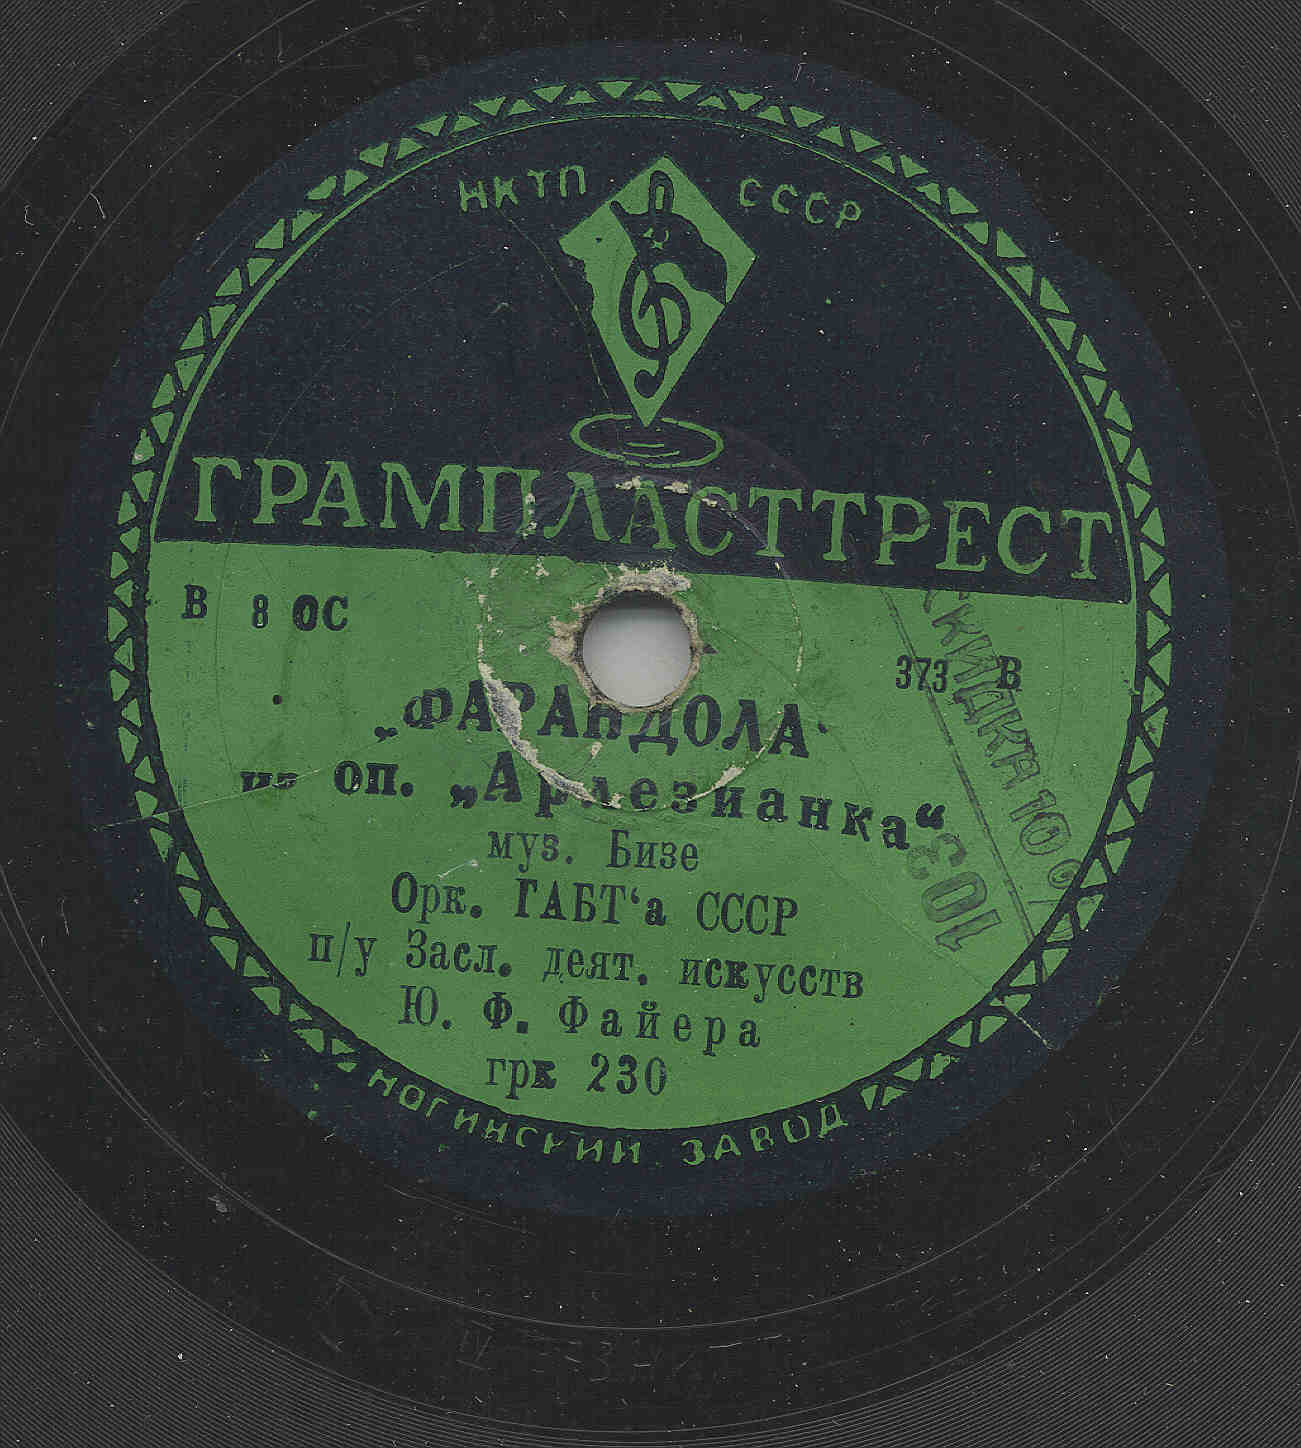 НКТП СССР
ГРАМПЛАСТТРЕСТ
В 8 ОС
373 В
„ФАРАНДОЛА“
из оп. „Арлезианка“
муз. Бизе
Орк. ГАБТ‘а СССР
п/у Засл. деят. искусств
Ю. Ф. Файера
грк 230
НОГИНСКИЙ ЗАВОД
СКИДКА 10%